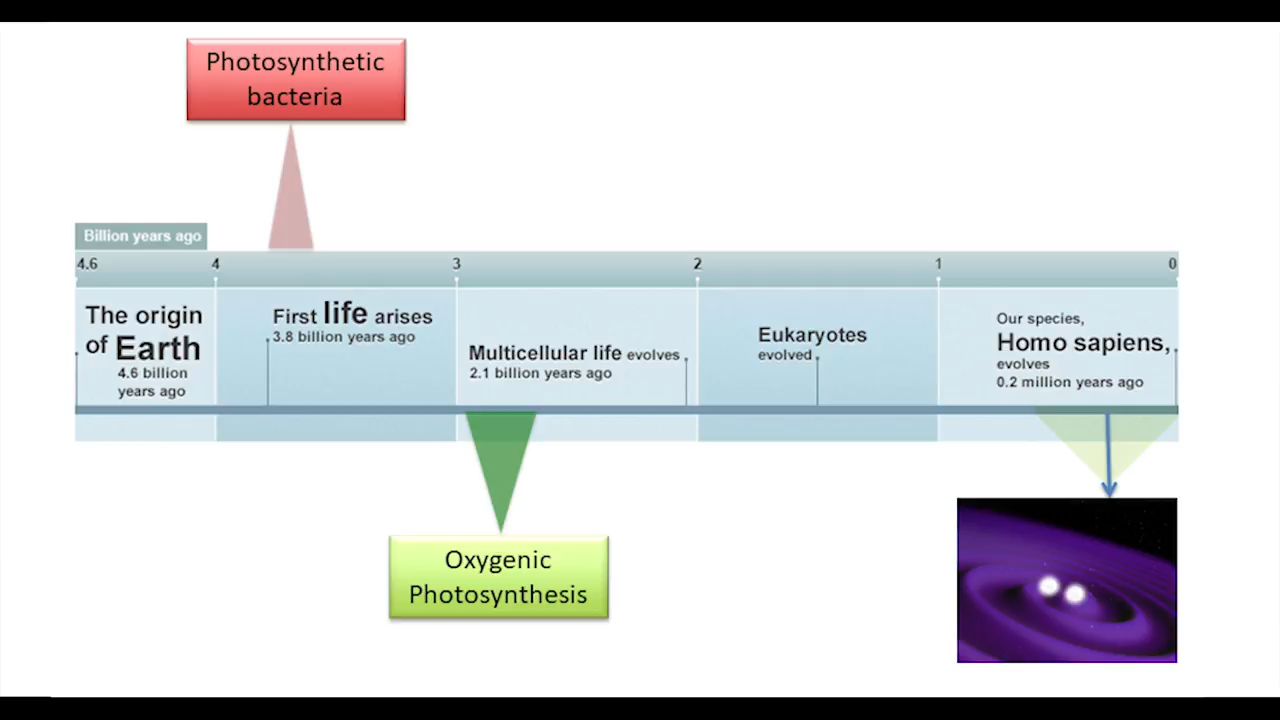 Photosynthetic
bacteria
Billion years ago
4.6 4 3 2 1 0
The origin
of Earth
4.6 billion
years ago
First life arises
3.8 billion years ago
Multicellular life evolves
2.1 billion years ago
Eukaryotes
evolved
Our species,
Homo sapiens,
evolves
0.2 million years ago
Oxygenic
Photosynthesis